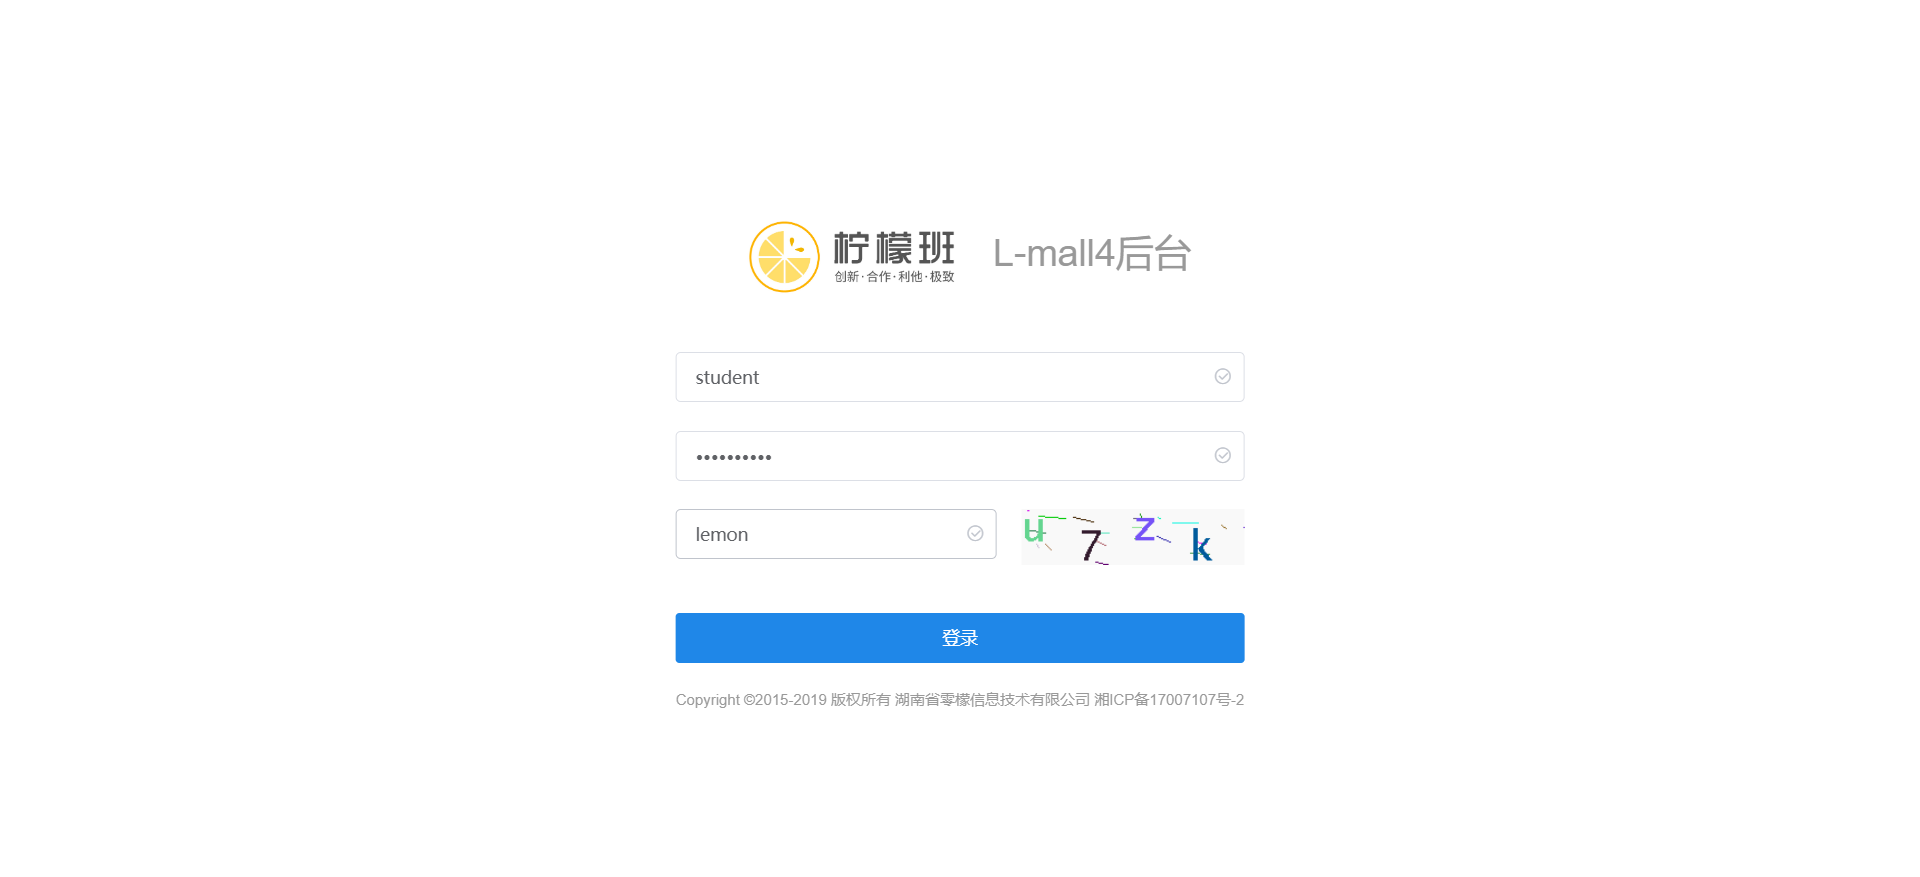 柠檬班
创新·合作·利他·极致
L-mall4后台
student
••••••••••
lemon
u7zk
登录
Copyright ©2015-2019 版权所有 湖南省零檬信息技术有限公司 湘ICP备17007107号-2